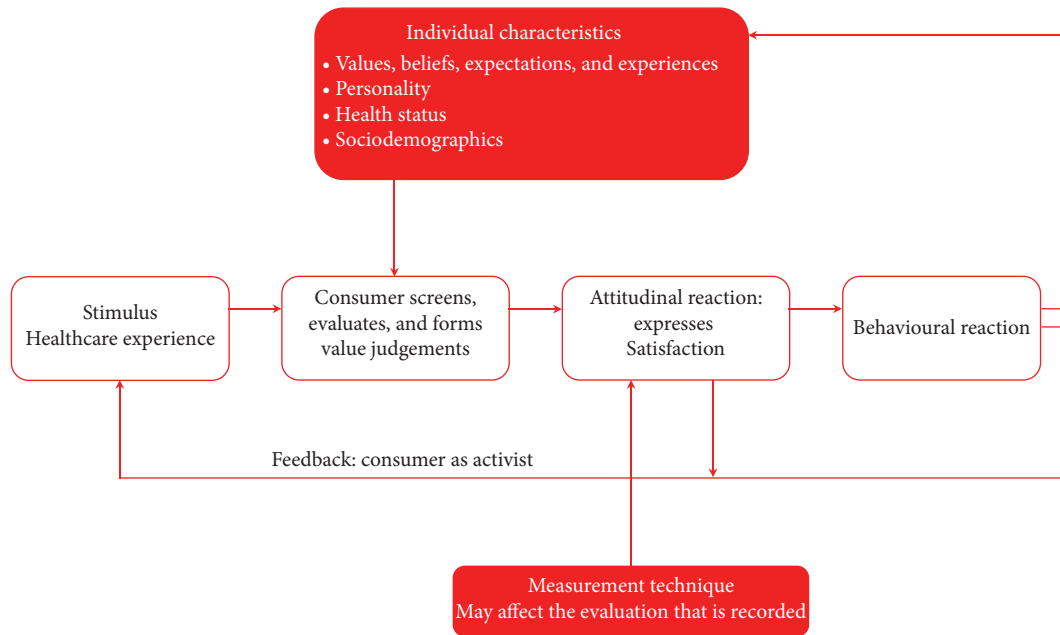 Individual characteristics
• Values, beliefs, expectations, and experiences
• Personality
• Health status
• Sociodemographics
Stimulus
Healthcare experience
Consumer screens,
evaluates, and forms
value judgements
Attitudinal reaction:
expresses
Satisfaction
Behavioural reaction
Feedback: consumer as activist
Measurement technique
May affect the evaluation that is recorded